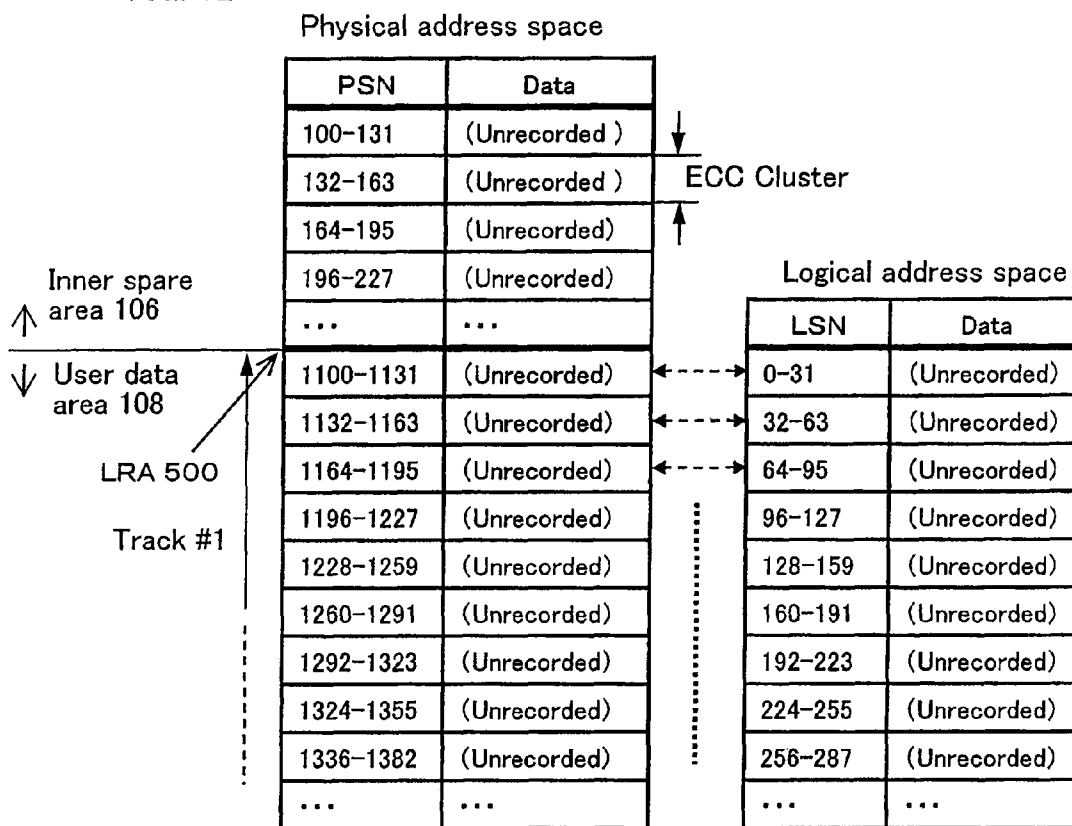 Physical address space
PSN Data
100-131 (Unrecorded )
132-163 (Unrecorded )
ECC Cluster
164-195 (Unrecorded)
196-227 (Unrecorded)
... ...
Inner spare
area 106
User data
area 108
LRA 500
Track #1
1100-1131 (Unrecorded)
1132-1163 (Unrecorded)
1164-1195 (Unrecorded)
1196-1227 (Unrecorded)
1228-1259 (Unrecorded)
1260-1291 (Unrecorded)
1292-1323 (Unrecorded)
1324-1355 (Unrecorded)
1336-1382 (Unrecorded)
... ...
Logical address space
LSN Data
0-31 (Unrecorded)
32-63 (Unrecorded)
64-95 (Unrecorded)
96-127 (Unrecorded)
128-159 (Unrecorded)
160-191 (Unrecorded)
192-223 (Unrecorded)
224-255 (Unrecorded)
256-287 (Unrecorded)
... ...